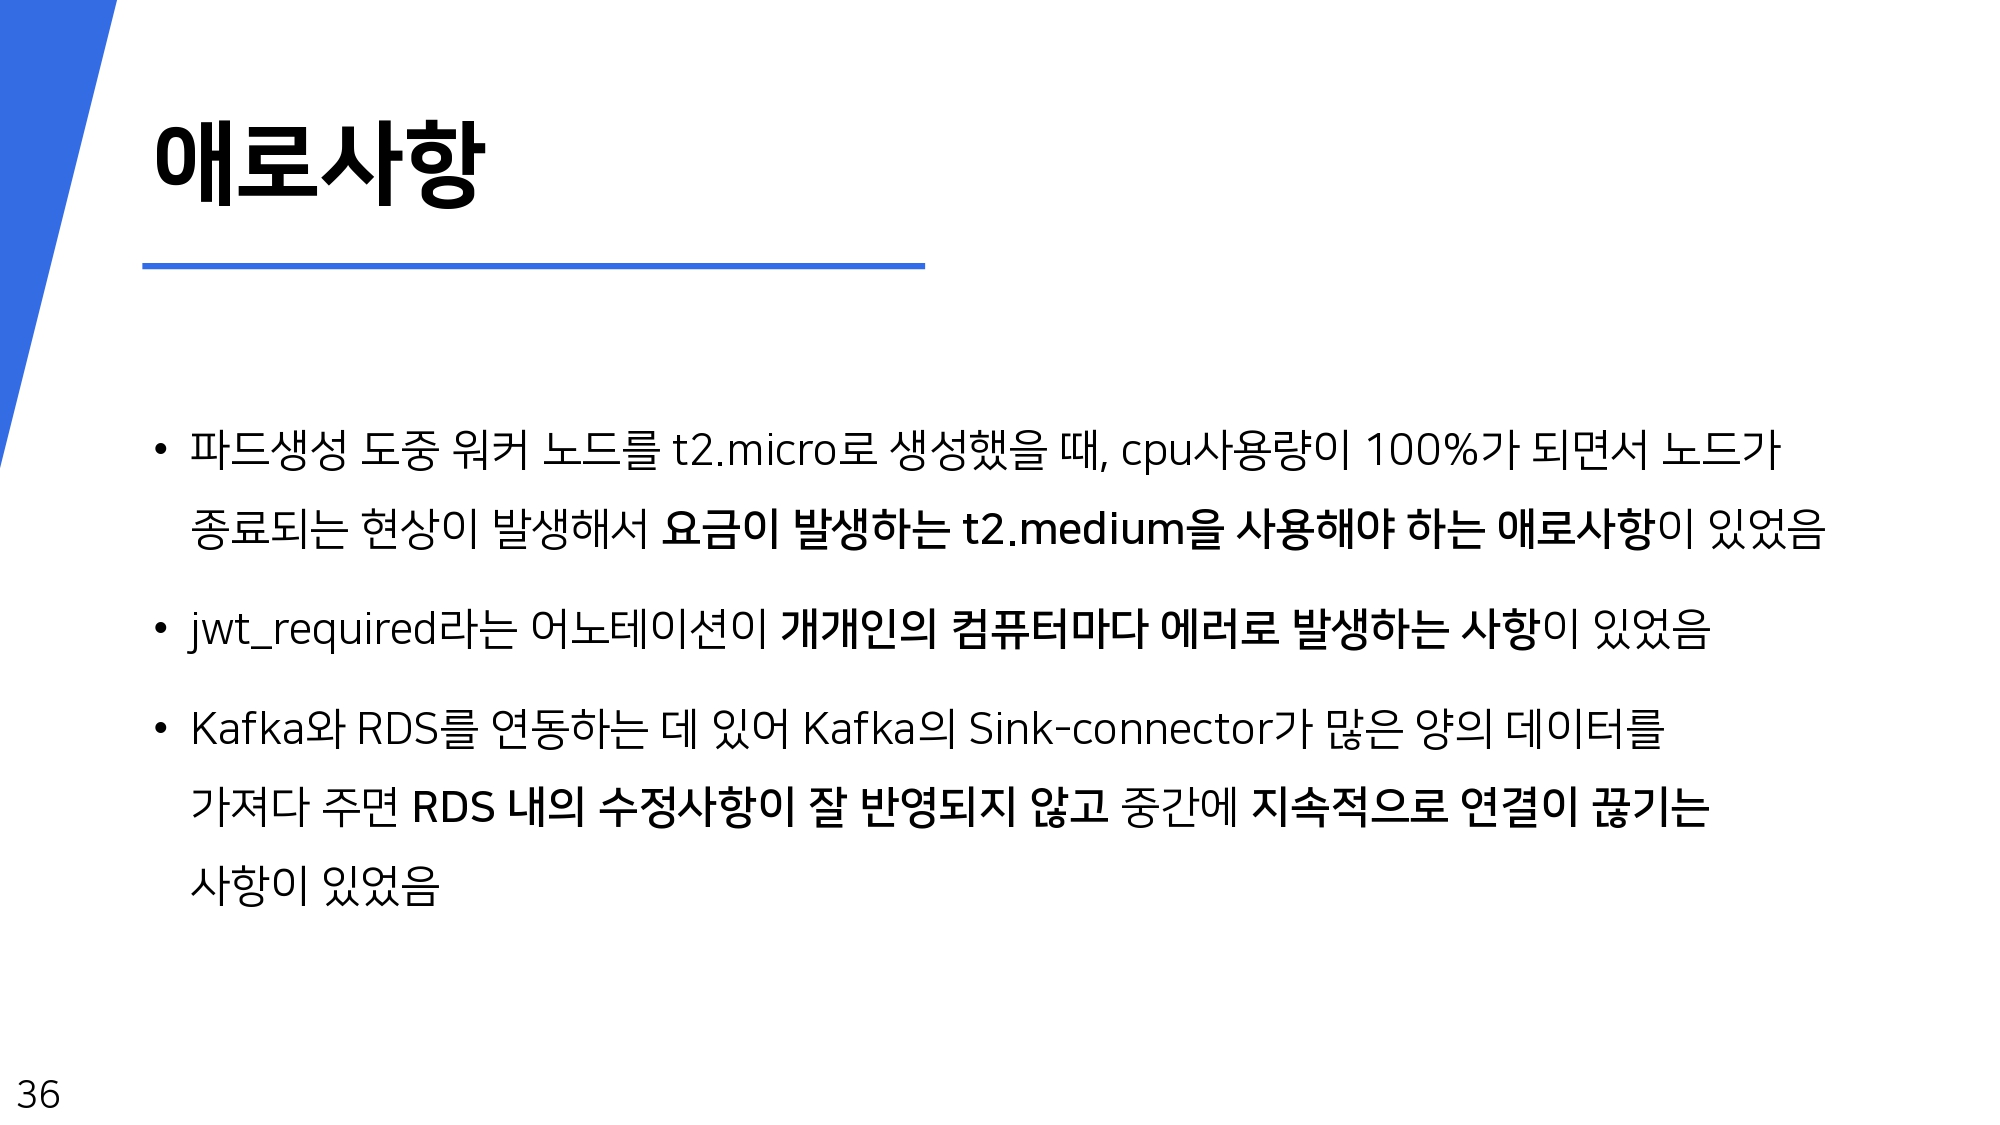 애로사항
• 파드생성 도중 워커 노드를 t2.micro로 생성했을 때, cpu사용량이 100%가 되면서 노드가
종료되는 현상이 발생해서 요금이 발생하는 t2.medium을 사용해야 하는 애로사항이 있었음
• jwt_required라는 어노테이션이 개개인의 컴퓨터마다 에러로 발생하는 사항이 있었음
• Kafka와 RDS를 연동하는 데 있어 Kafka의 Sink-connector가 많은 양의 데이터를
가져다 주면 RDS 내의 수정사항이 잘 반영되지 않고 중간에 지속적으로 연결이 끊기는
사항이 있었음
36